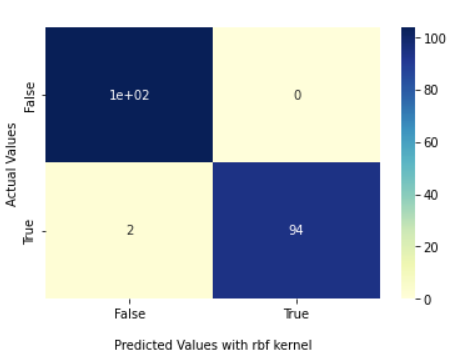 False
1e+02
0
True
2
94
Actual Values
False
True
Predicted Values with rbf kernel
100
80
60
40
20
0